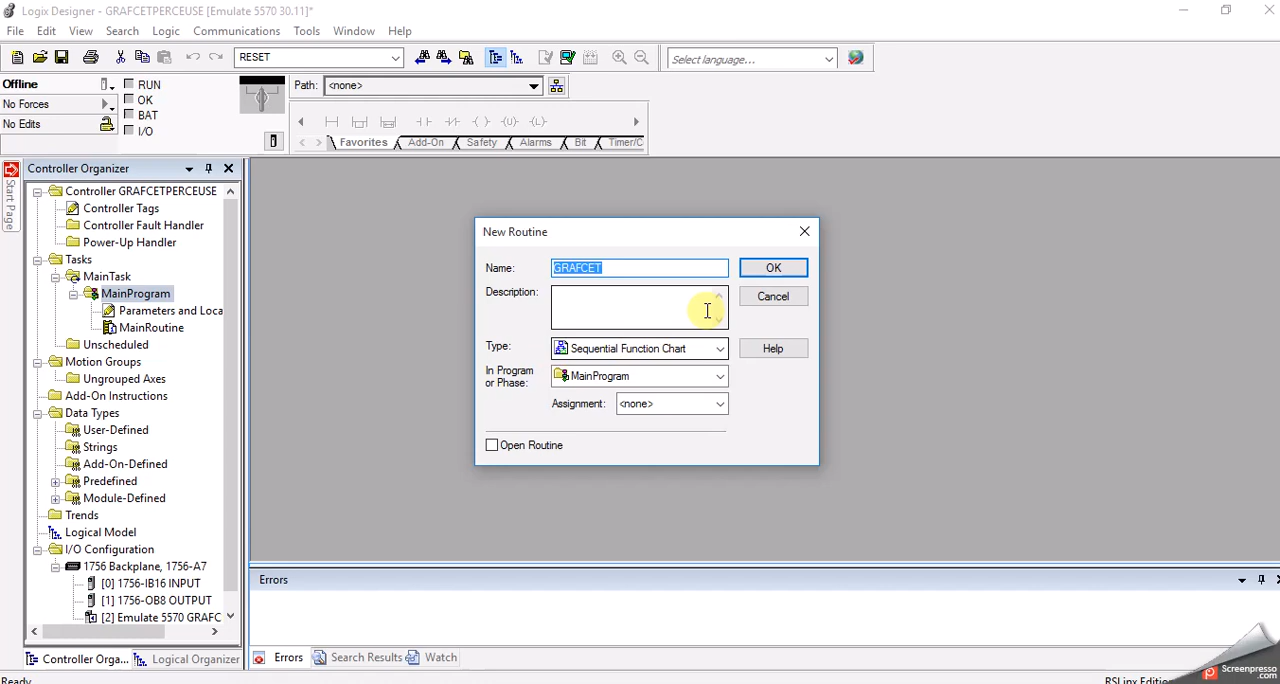 Logix Designer - GRAFCETPERCEUSE [Emulate 5570 30.11]*
File Edit View Search Logic Communications Tools Window Help
RESET
Select language...
Offline
RUN
Path: <none>
No Forces
OK
No Edits
BAT
I/O
Favorites Add-On Safety Alarms Bit Timer/C
Start Page
Controller Organizer
Controller GRAFCETPERCEUSE
Controller Tags
Controller Fault Handler
Power-Up Handler
Tasks
MainTask
MainProgram
Parameters and Loca
MainRoutine
Unscheduled
Motion Groups
Ungrouped Axes
Add-On Instructions
Data Types
User-Defined
Strings
Add-On-Defined
Predefined
Module-Defined
Trends
Logical Model
I/O Configuration
1756 Backplane, 1756-A7
[0] 1756-IB16 INPUT
[1] 1756-OB8 OUTPUT
[2] Emulate 5570 GRAFC
Controller Orga... Logical Organizer
New Routine
Name: GRAFCET OK
Description: Cancel
Type: Sequential Function Chart Help
In Program
or Phase: MainProgram
Assignment: <none>
Open Routine
Errors
Errors Search Results Watch
Ready
RSLinx Edition
Screenpresso
.com